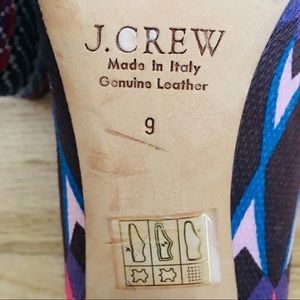 J.CREW
Made In Italy
Genuine Leather
9